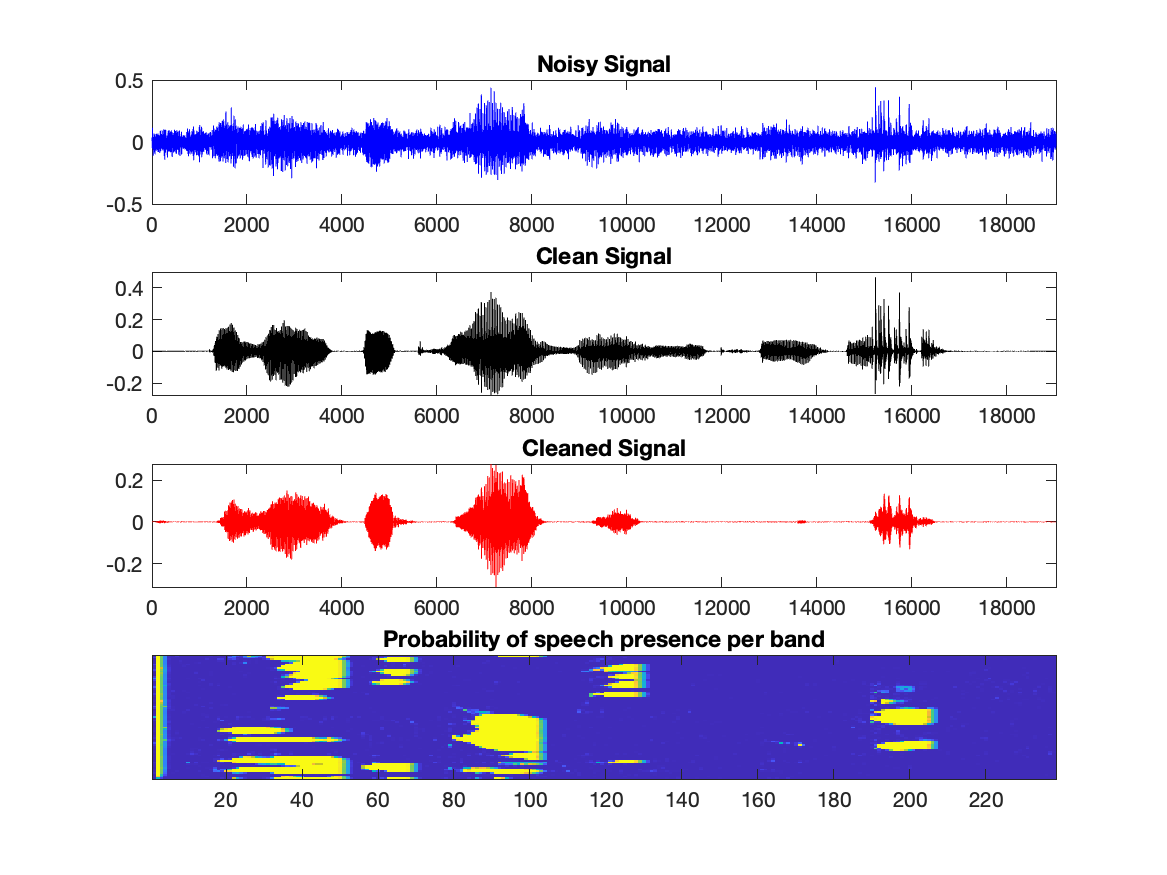 Noisy Signal
0.5
0
-0.5
0 2000 4000 6000 8000 10000 12000 14000 16000 18000
Clean Signal
0.4
0.2
0
-0.2
0 2000 4000 6000 8000 10000 12000 14000 16000 18000
Cleaned Signal
0.2
0
-0.2
0 2000 4000 6000 8000 10000 12000 14000 16000 18000
Probability of speech presence per band
20 40 60 80 100 120 140 160 180 200 220